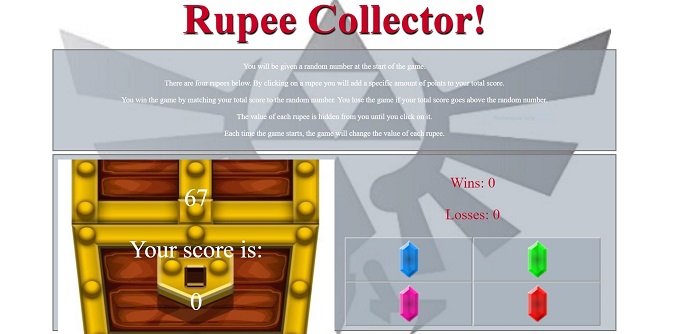 Rupee Collector!
You will be given a random number at the start of the game.
There are four rupees below. By clicking on a rupee you will add a specific amount of points to your total score.
You win the game by matching your total score to the random number. You lose the game if your total score goes above the random number.
The value of each rupee is hidden from you until you click on it.
Each time the game starts, the game will change the value of each rupee.
67
Your score is:
0
Wins: 0
Losses: 0